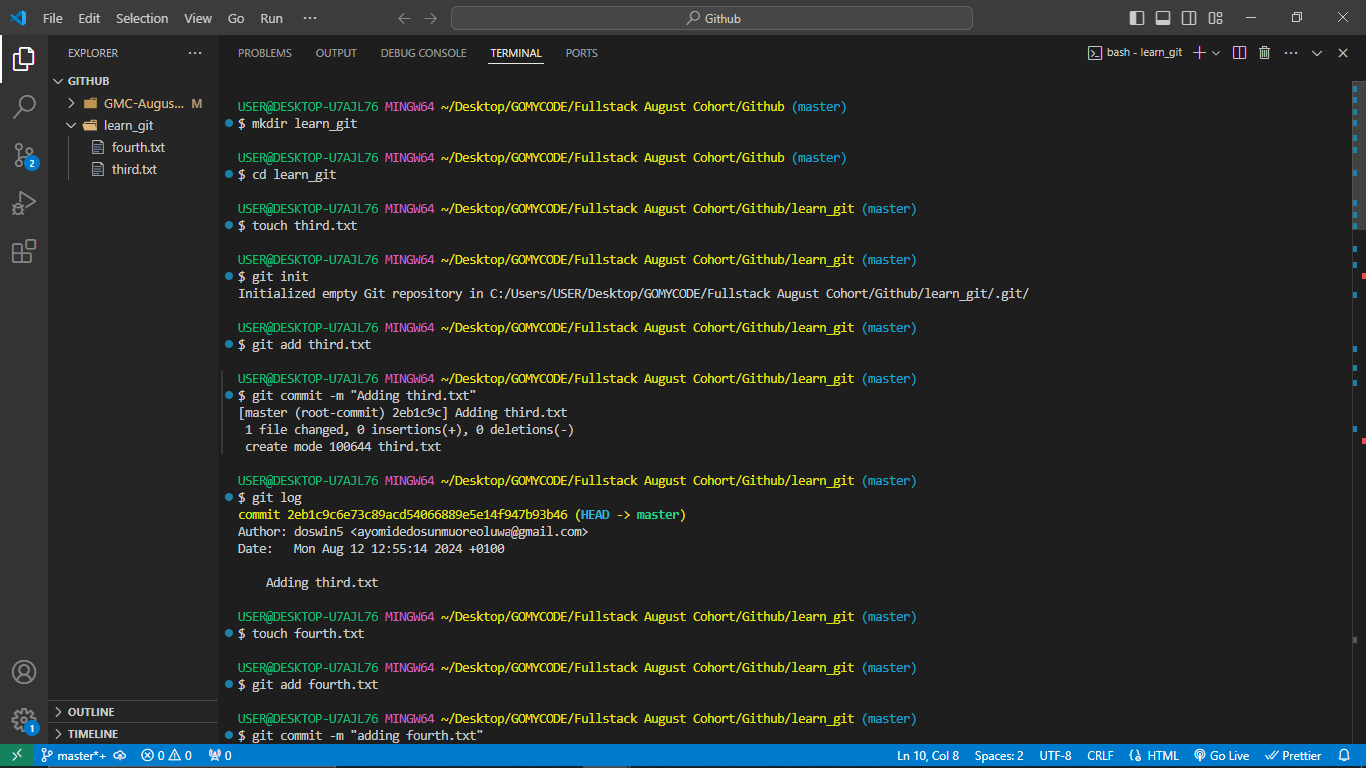 File Edit Selection View Go Run ··· Github
EXPLORER ···
GITHUB
GMC-Augus... M
learn_git
fourth.txt
third.txt
2
1
OUTLINE
TIMELINE
PROBLEMS OUTPUT DEBUG CONSOLE TERMINAL PORTS bash - learn_git ···
USER@DESKTOP-U7AJL76 MINGW64 ~/Desktop/GOMYCODE/Fullstack August Cohort/Github (master)
$ mkdir learn_git
USER@DESKTOP-U7AJL76 MINGW64 ~/Desktop/GOMYCODE/Fullstack August Cohort/Github (master)
$ cd learn_git
USER@DESKTOP-U7AJL76 MINGW64 ~/Desktop/GOMYCODE/Fullstack August Cohort/Github/learn_git (master)
$ touch third.txt
USER@DESKTOP-U7AJL76 MINGW64 ~/Desktop/GOMYCODE/Fullstack August Cohort/Github/learn_git (master)
$ git init
Initialized empty Git repository in C:/Users/USER/Desktop/GOMYCODE/Fullstack August Cohort/Github/learn_git/.git/
USER@DESKTOP-U7AJL76 MINGW64 ~/Desktop/GOMYCODE/Fullstack August Cohort/Github/learn_git (master)
$ git add third.txt
USER@DESKTOP-U7AJL76 MINGW64 ~/Desktop/GOMYCODE/Fullstack August Cohort/Github/learn_git (master)
$ git commit -m "Adding third.txt"
[master (root-commit) 2eb1c9c] Adding third.txt
1 file changed, 0 insertions(+), 0 deletions(-)
create mode 100644 third.txt
USER@DESKTOP-U7AJL76 MINGW64 ~/Desktop/GOMYCODE/Fullstack August Cohort/Github/learn_git (master)
$ git log
commit 2eb1c9c6e73c89acd54066889e5e14f947b93b46 (HEAD -> master)
Author: doswin5 <ayomidedosunmuoreoluwa@gmail.com>
Date:   Mon Aug 12 12:55:14 2024 +0100
Adding third.txt
USER@DESKTOP-U7AJL76 MINGW64 ~/Desktop/GOMYCODE/Fullstack August Cohort/Github/learn_git (master)
$ touch fourth.txt
USER@DESKTOP-U7AJL76 MINGW64 ~/Desktop/GOMYCODE/Fullstack August Cohort/Github/learn_git (master)
$ git add fourth.txt
USER@DESKTOP-U7AJL76 MINGW64 ~/Desktop/GOMYCODE/Fullstack August Cohort/Github/learn_git (master)
$ git commit -m "adding fourth.txt"
master*+ 0 0 0 Ln 10, Col 8 Spaces: 2 UTF-8 CRLF HTML Go Live Prettier